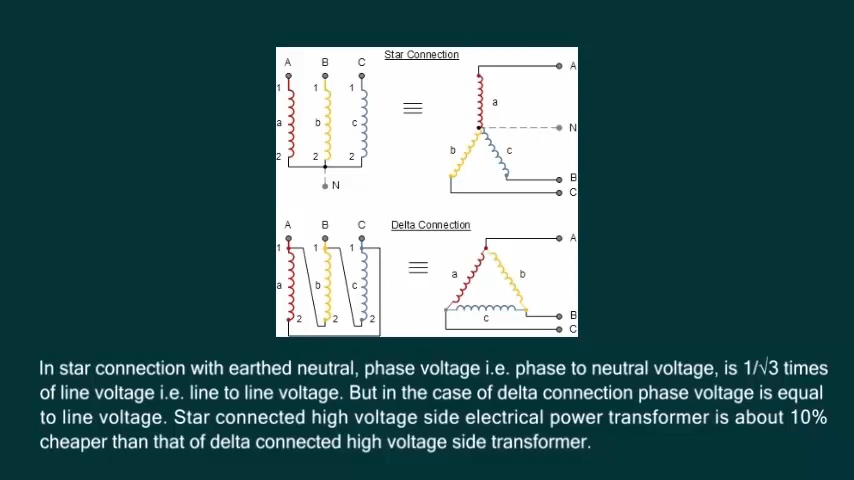 Star Connection
A B C
1 1 1
a b c
2 2 2
N
A
a
N
b c
B
C
Delta Connection
A B C
1 1 1
a b c
2 2 2
A
a b
c
B
C
In star connection with earthed neutral, phase voltage i.e. phase to neutral voltage, is 1/√3 times
of line voltage i.e. line to line voltage. But in the case of delta connection phase voltage is equal
to line voltage. Star connected high voltage side electrical power transformer is about 10%
cheaper than that of delta connected high voltage side transformer.